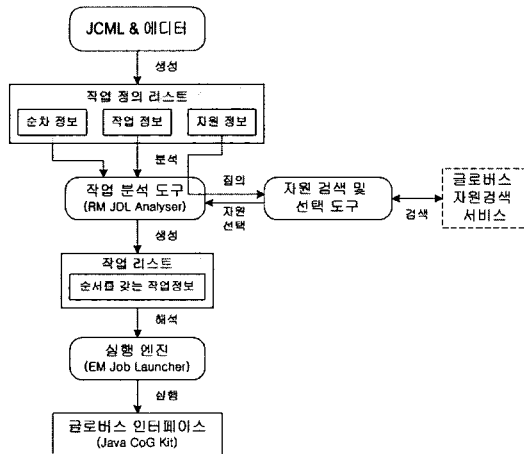 JCML & 에디터
생성
작업 정의 리스트
순차 정보
작업 정보
자원 정보
분석
질의
작업 분석 도구
(RM JDL Analyser)
자원
선택
자원 검색 및
선택 도구
검색
글로버스
자원검색
서비스
생성
작업 리스트
순서를 갖는 작업정보
해석
실행 엔진
(EM Job Launcher)
실행
글로버스 인터페이스
(Java CoG Kit)